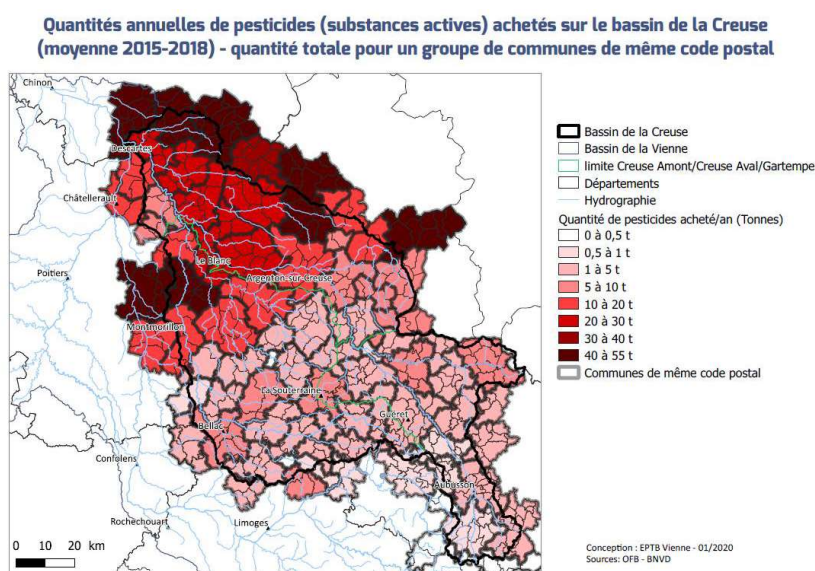 Quantités annuelles de pesticides (substances actives) achetés sur le bassin de la Creuse
(moyenne 2015-2018) - quantité totale pour un groupe de communes de même code postal
Chinon
Descartes
Châtellerault
Le Blanc
Poitiers
Argenton-sur-Creuse
Montmorillon
La Souterraine
Guéret
Bellac
Confolens
Aubusson
Rochechouart
Limoges
0 10 20 km
Bassin de la Creuse
Bassin de la Vienne
limite Creuse Amont/Creuse Aval/Gartempe
Départements
Hydrographie
Quantité de pesticides acheté/an (Tonnes)
0 à 0,5 t
0,5 à 1 t
1 à 5 t
5 à 10 t
10 à 20 t
20 à 30 t
30 à 40 t
40 à 55 t
Communes de même code postal
Conception : EPTB Vienne - 01/2020
Sources: OFB - BNVD